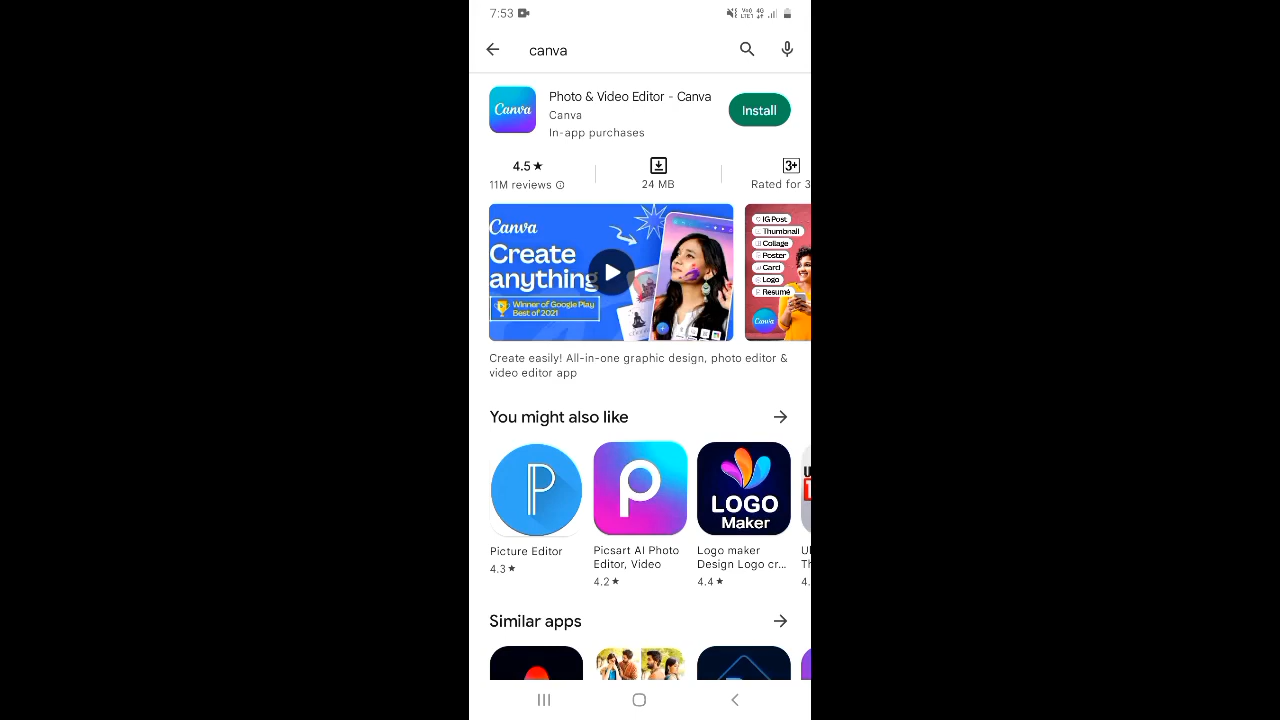 7:53
canva
Canva
Photo & Video Editor - Canva
Canva
In-app purchases
Install
4.5★
11M reviews
24 MB
3+
Rated for 3
Canva
Create
anything
Winner of Google Play
Best of 2021
IG Post
Thumbnail
Collage
Poster
Card
Logo
Resumé
Canva
Create easily! All-in-one graphic design, photo editor &
video editor app
You might also like
LOGO
Maker
Picture Editor
4.3★
Picsart AI Photo
Editor, Video
4.2★
Logo maker
Design Logo cr...
4.4★
Similar apps